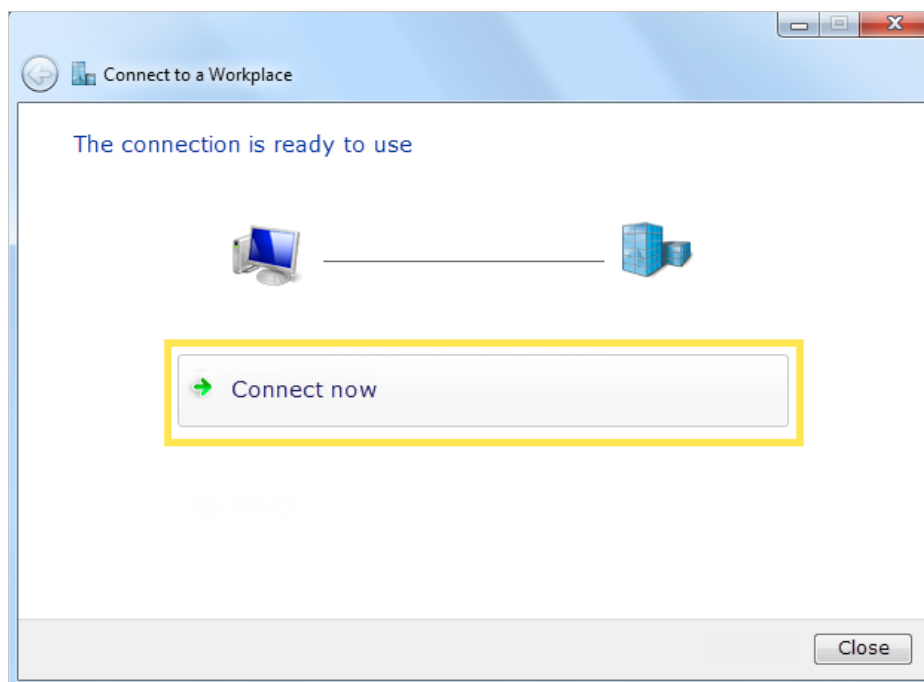 Connect to a Workplace
The connection is ready to use
Connect now
Close